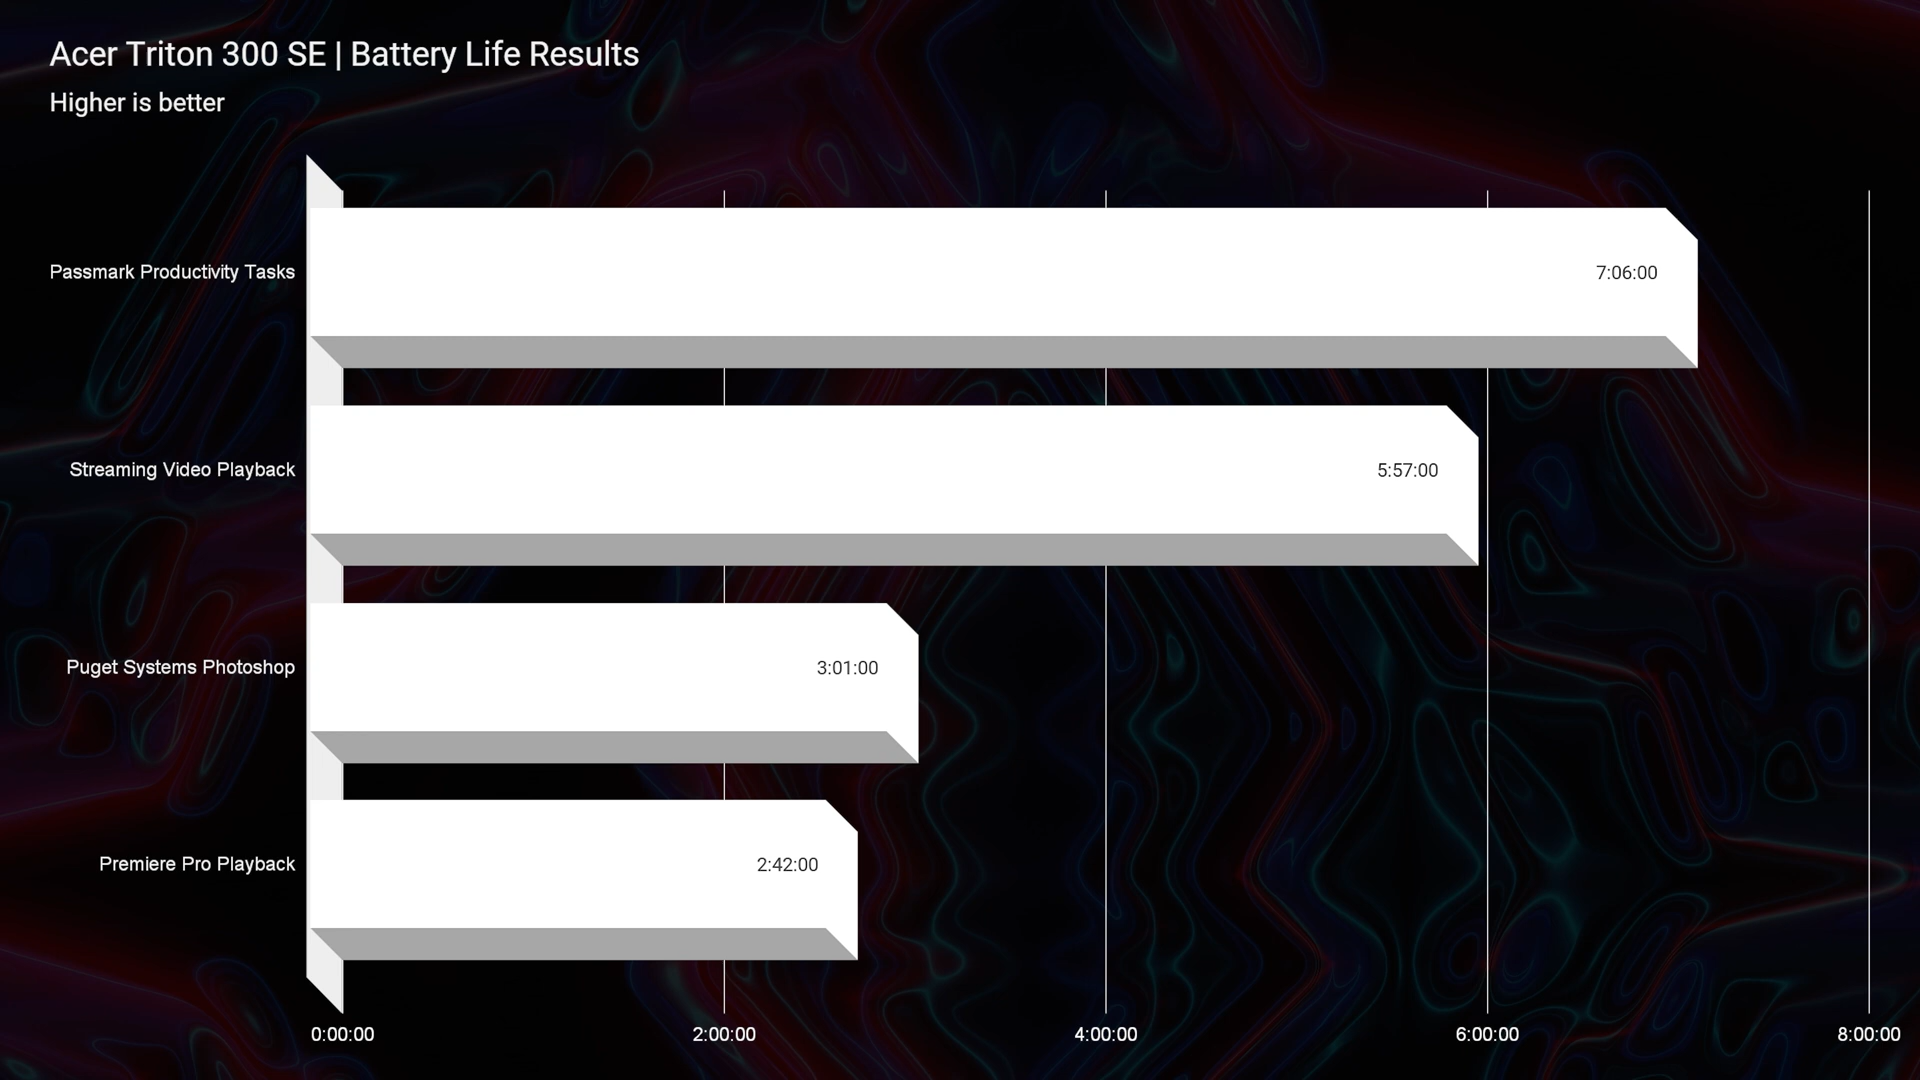 Acer Triton 300 SE | Battery Life Results
Higher is better
Passmark Productivity Tasks
7:06:00
Streaming Video Playback
5:57:00
Puget Systems Photoshop
3:01:00
Premiere Pro Playback
2:42:00
0:00:00 2:00:00 4:00:00 6:00:00 8:00:00